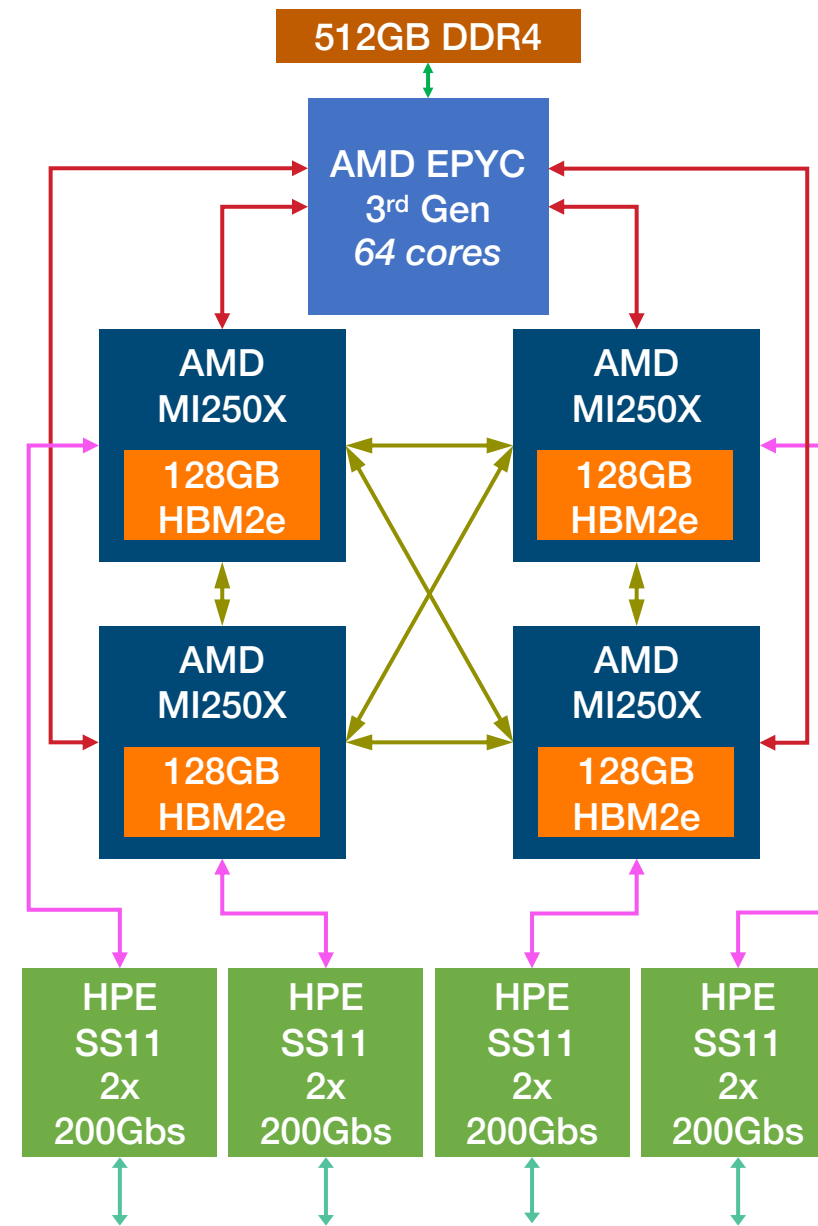 512GB DDR4
AMD EPYC
3rd Gen
64 cores
AMD
MI250X
128GB
HBM2e
AMD
MI250X
128GB
HBM2e
AMD
MI250X
128GB
HBM2e
AMD
MI250X
128GB
HBM2e
HPE
SS11
2x
200Gbs
HPE
SS11
2x
200Gbs
HPE
SS11
2x
200Gbs
HPE
SS11
2x
200Gbs